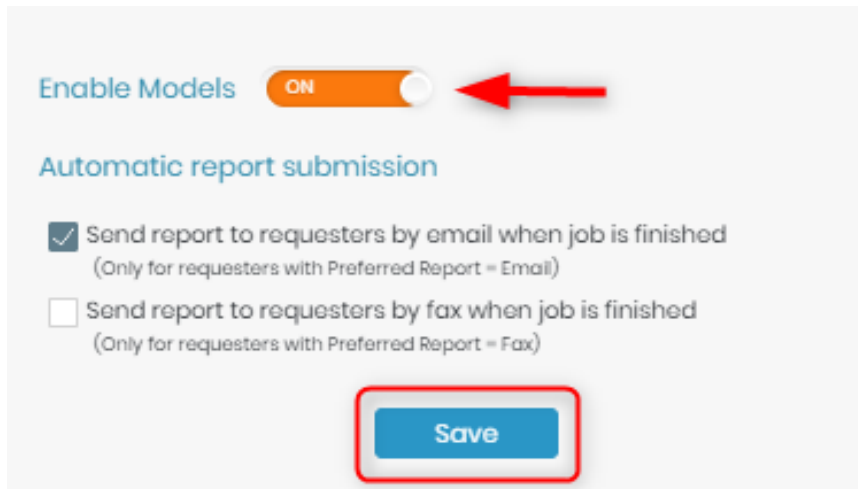 Enable Models ON
Automatic report submission
Send report to requesters by email when job is finished
(Only for requesters with Preferred Report = Email)
Send report to requesters by fax when job is finished
(Only for requesters with Preferred Report = Fax)
Save